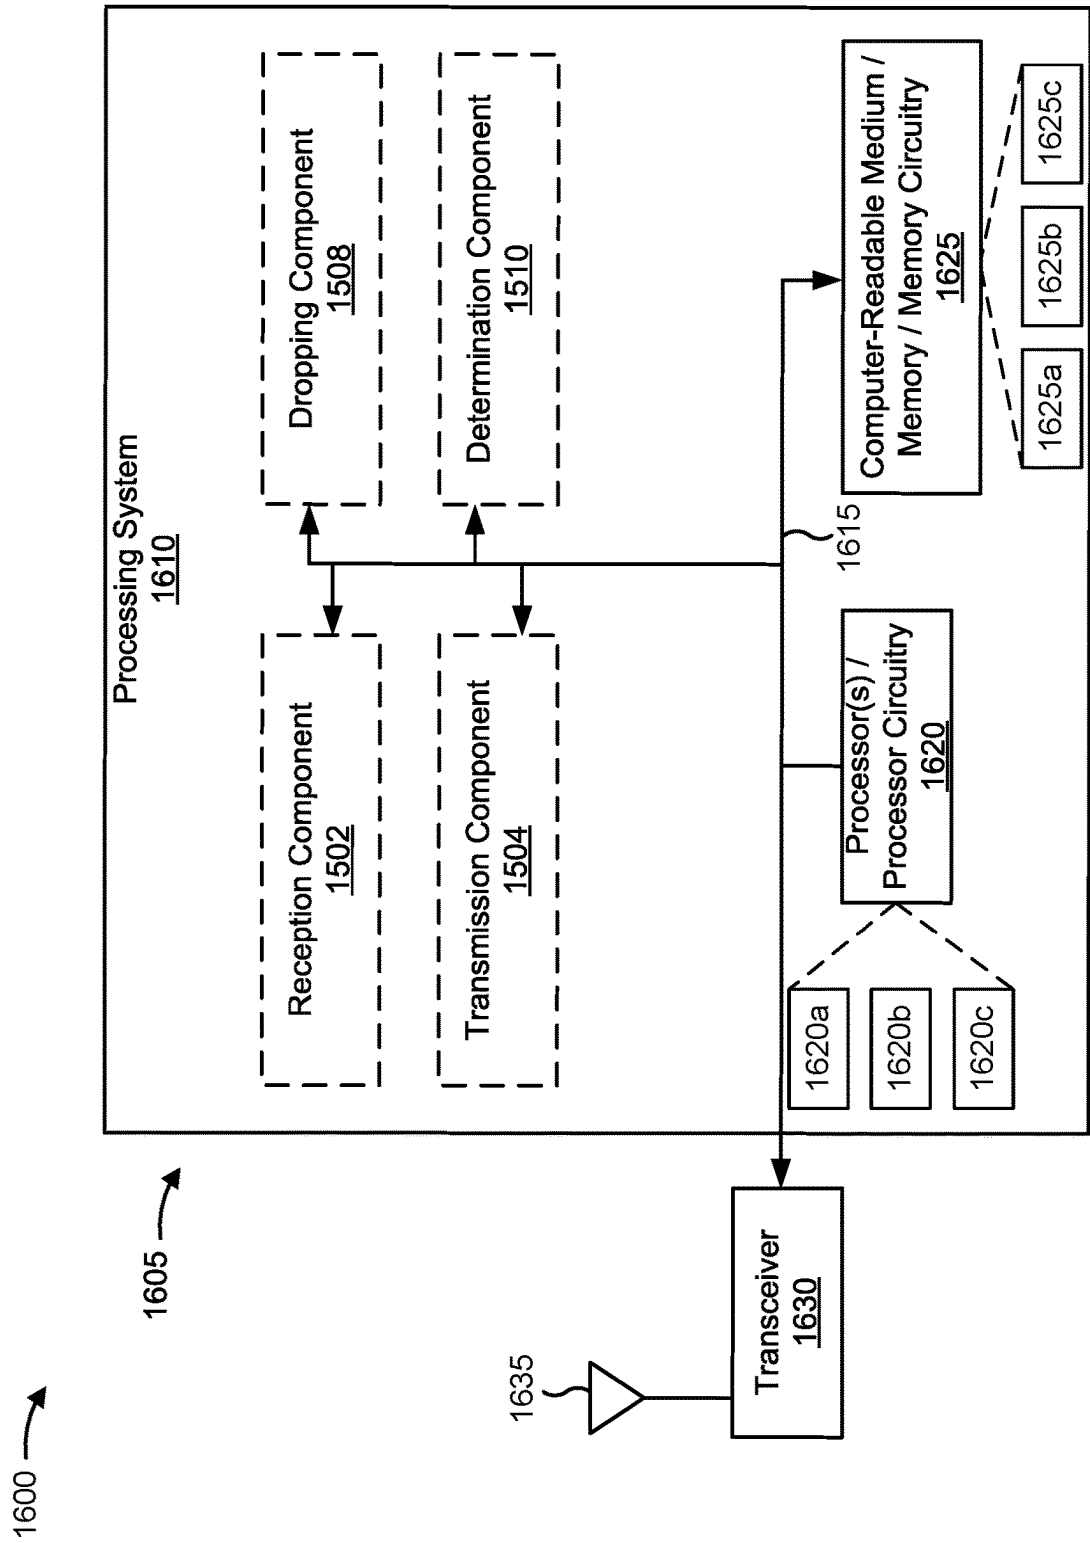 1600
1605
Processing System
1610
Reception Component
1502
Dropping Component
1508
Transmission Component
1504
Determination Component
1510
1635
Transceiver
1630
1615
1620a
1620b
1620c
Processor(s) /
Processor Circuitry
1620
Computer-Readable Medium /
Memory / Memory Circuitry
1625
1625a
1625b
1625c